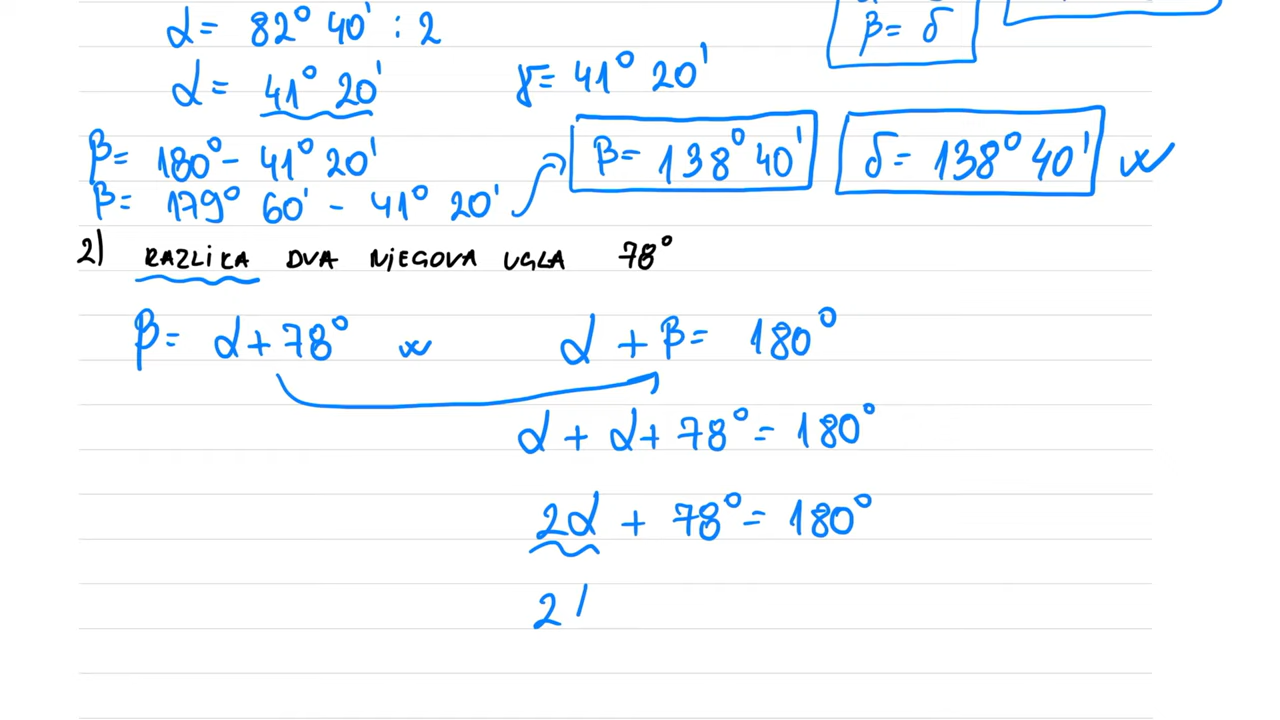 α = 82° 40' : 2
β = δ
α = 41° 20' γ = 41° 20'
β = 180° - 41° 20' β = 138° 40' δ = 138° 40'
β = 179° 60' - 41° 20'
2) RAZLIKA DVA NJEGOVA UGLA 78°
β = α + 78° α + β = 180°
α + α + 78° = 180°
2α + 78° = 180°
2